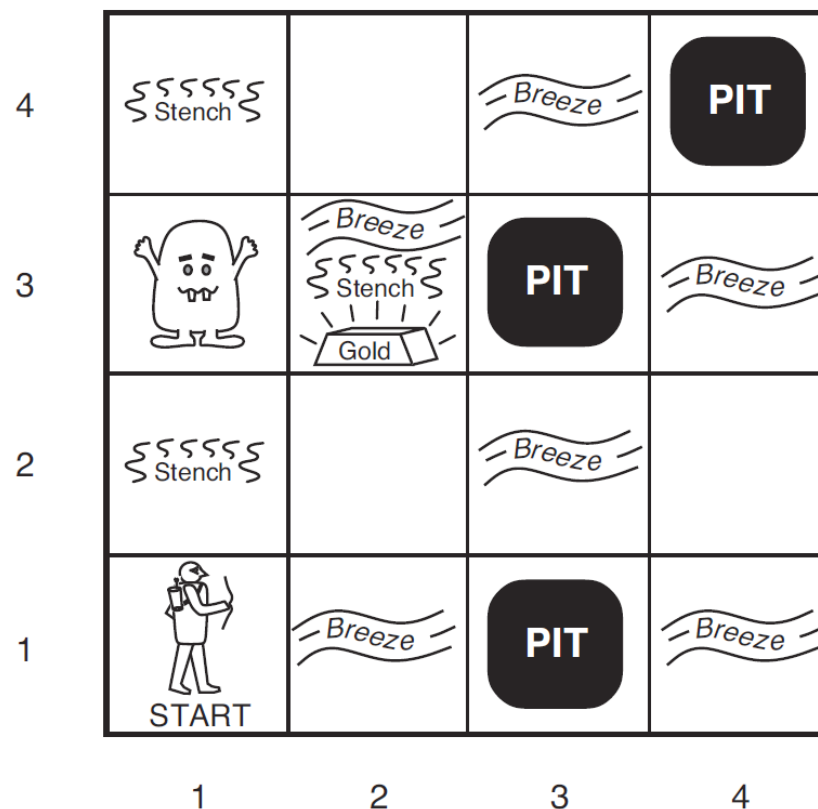 4
Stench
Breeze
PIT
3
Breeze
Stench
Gold
PIT
Breeze
2
Stench
Breeze
1
START
Breeze
PIT
Breeze
1 2 3 4